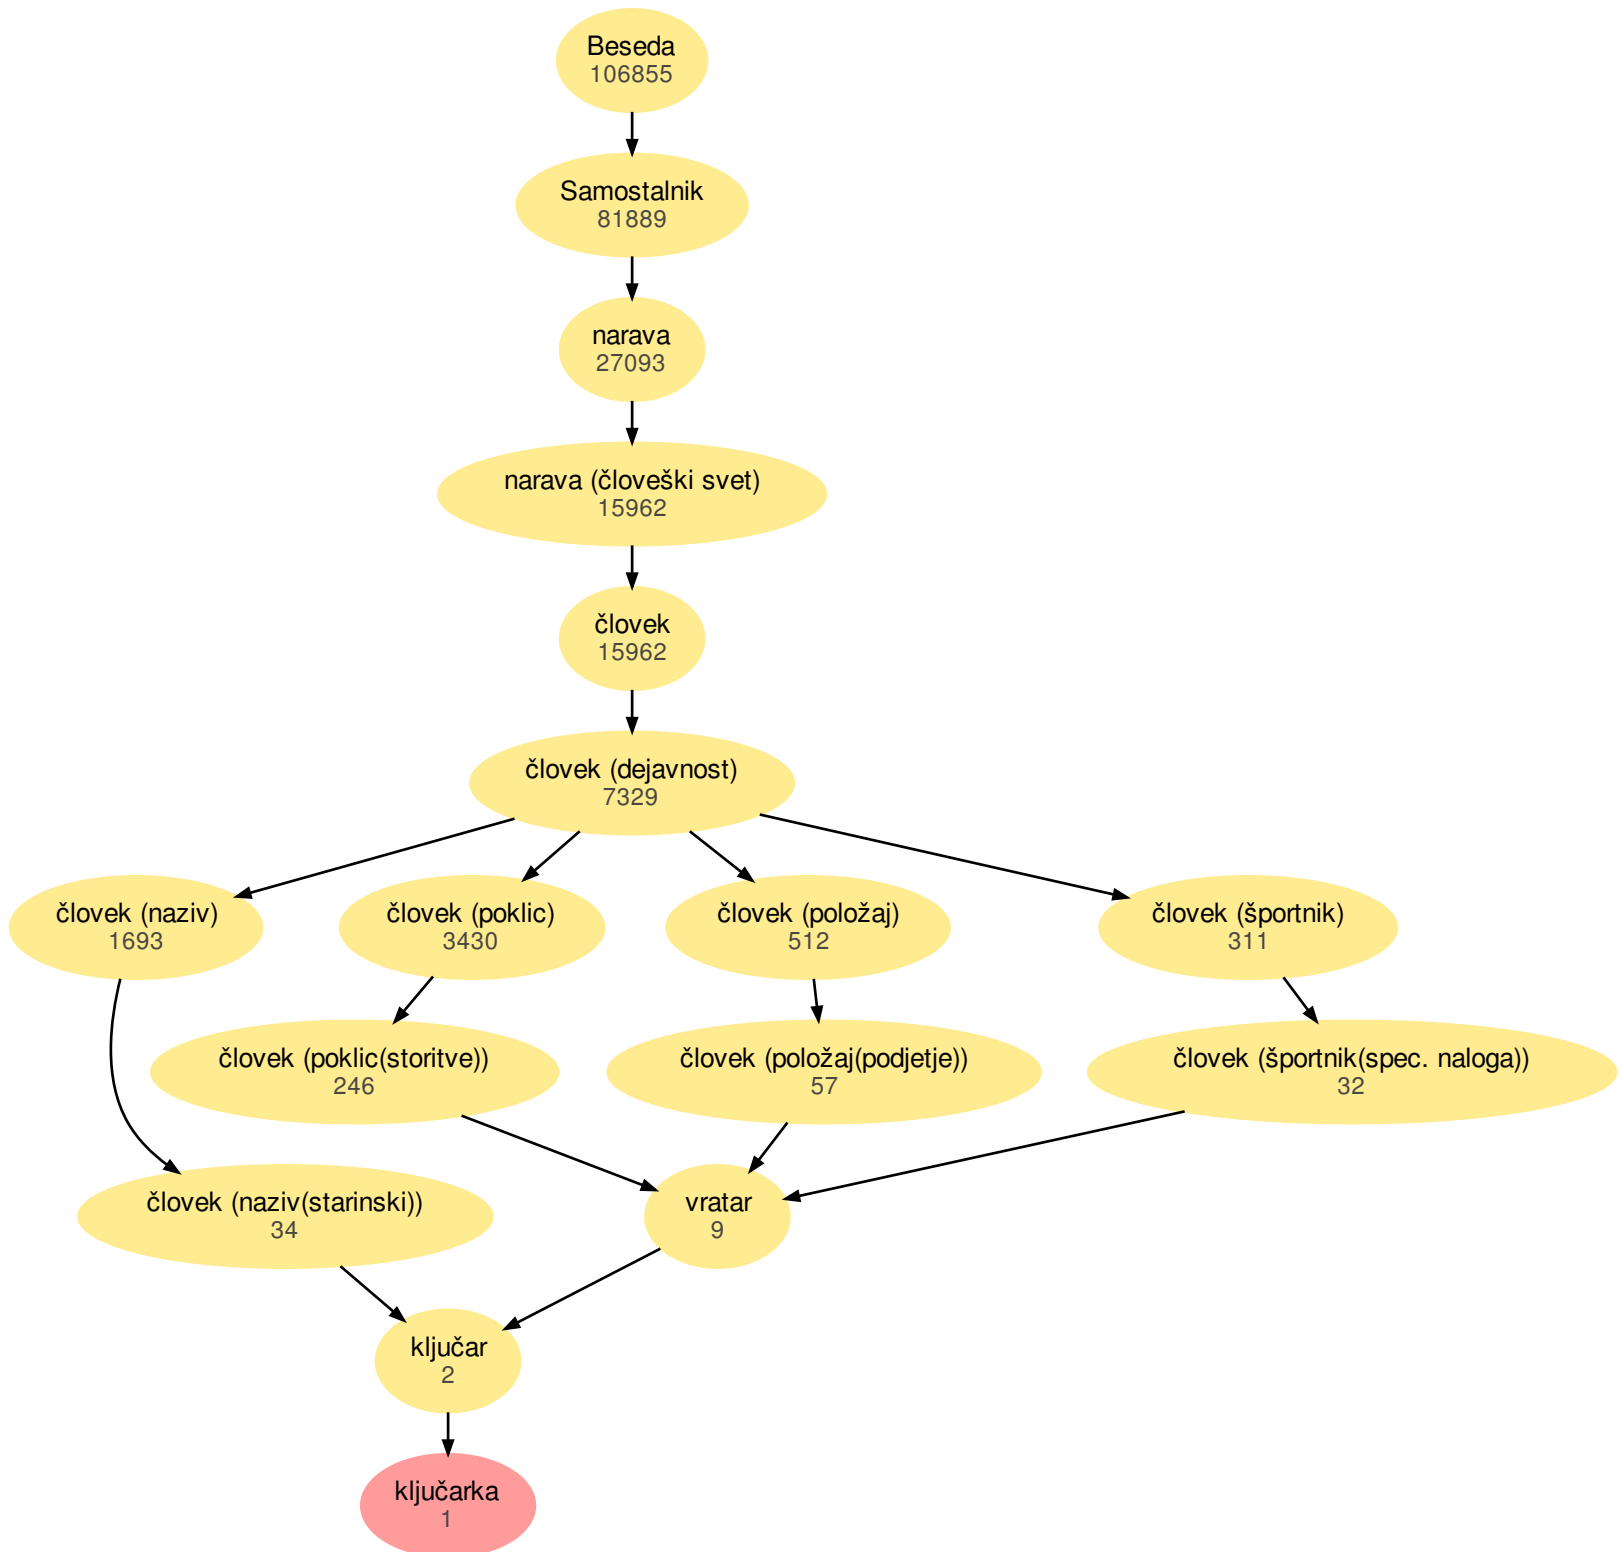 Beseda
106855
Samostalnik
81889
narava
27093
narava (človeški svet)
15962
človek
15962
človek (dejavnost)
7329
človek (naziv)
1693
človek (poklic)
3430
človek (položaj)
512
človek (športnik)
311
človek (poklic(storitve))
246
človek (položaj(podjetje))
57
človek (športnik(spec. naloga))
32
človek (naziv(starinski))
34
vratar
9
ključar
2
ključarka
1